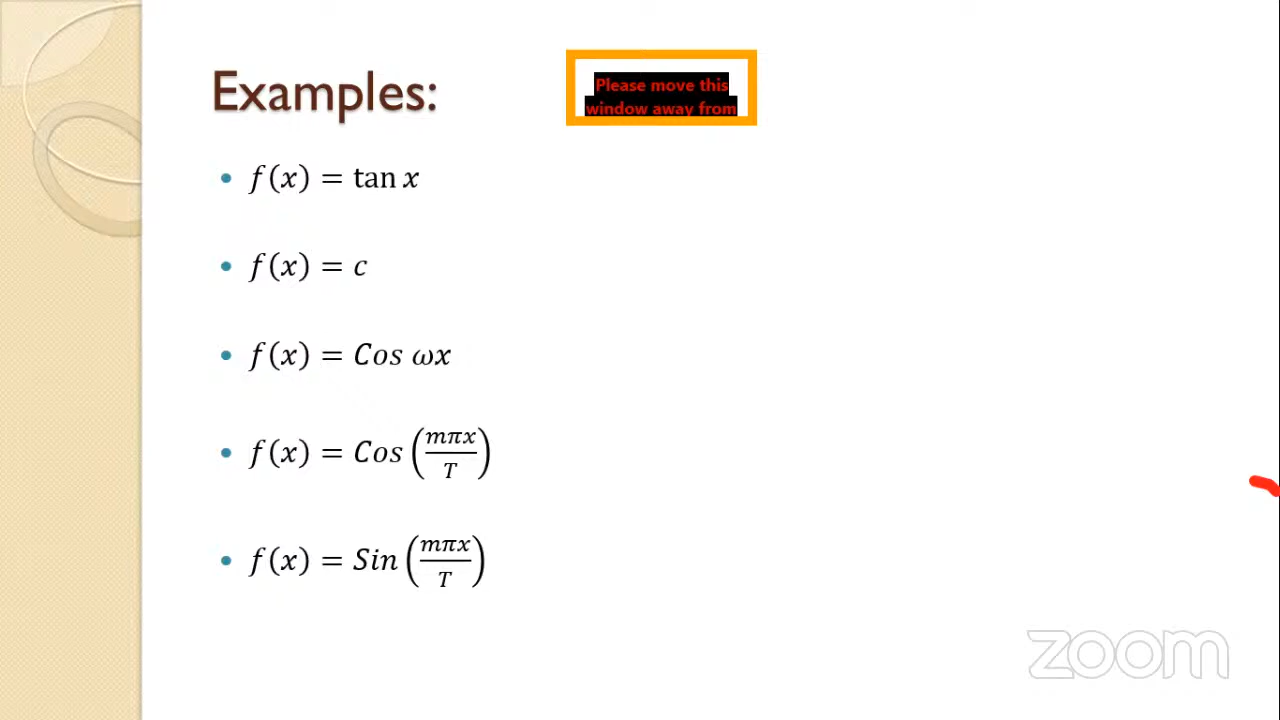 Examples:
Please move this
window away from
• f(x) = tan x
• f(x) = c
• f(x) = Cos ωx
• f(x) = Cos (mπx/T)
• f(x) = Sin (mπx/T)
zoom